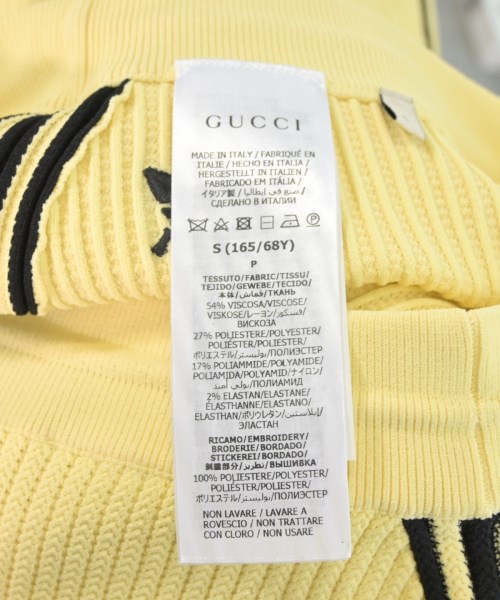 GUCCI
MADE IN ITALY / FABRIQUÉ EN
ITALIE / HECHO EN ITALIA /
HERGESTELLT IN ITALIEN /
FABRICADO EM ITÁLIA /
イタリア製 / صنع في إيطاليا /
СДЕЛАНО В ИТАЛИИ
P
S (165/68Y)
P
TESSUTO/FABRIC/TISSU/
TEJIDO/GEWEBE/TECIDO/
本体/قماش/ТКАНЬ
54% VISCOSA/VISCOSE/
VISKOSE/レーヨン/فسكوز/
ВИСКОЗА
27% POLIESTERE/POLYESTER/
POLIÉSTER/POLIESTER/
ポリエステル/بوليستر/ПОЛИЭСТЕР
17% POLIAMMIDE/POLYAMIDE/
POLIAMIDA/POLYAMID/ナイロン/
بولي أميد/ПОЛИАМИД
2% ELASTAN/ELASTANE/
ÉLASTHANNE/ELASTANO/
ELASTHAN/ポリウレタン/إيلاستين/
ЭЛАСТАН
RICAMO/EMBROIDERY/
BRODERIE/BORDADO/
STICKEREI/BORDADO/
刺繍部分/تطريز/ВЫШИВКА
100% POLIESTERE/POLYESTER/
POLIÉSTER/POLIESTER/
ポリエステル/بوليستر/ПОЛИЭСТЕР
NON LAVARE / LAVARE A
ROVESCIO / NON TRATTARE
CON CLORO / NON USARE